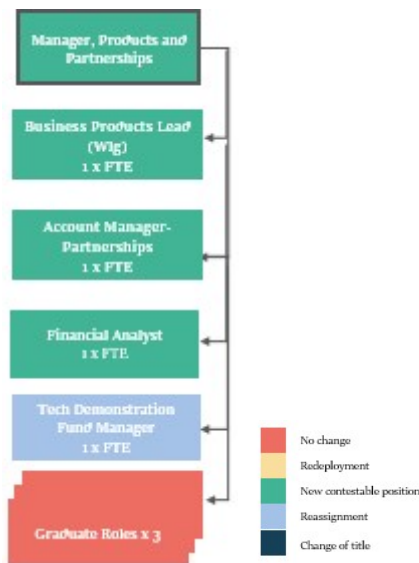 Manager, Products and
Partnerships
Business Products Lead
(Wlg)
1 x FTE
Account Manager-
Partnerships
1 x FTE
Financial Analyst
1 x FTE
Tech Demonstration
Fund Manager
1 x FTE
Graduate Roles x 3
No change
Redeployment
New contestable position
Reassignment
Change of title